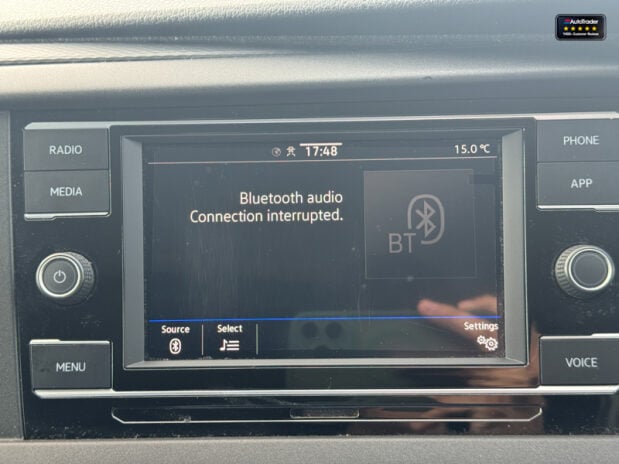 AutoTrader
RADIO
MEDIA
MENU
17:48
15.0 °C
Bluetooth audio
Connection interrupted.
BT
Source
Select
Settings
PHONE
APP
VOICE